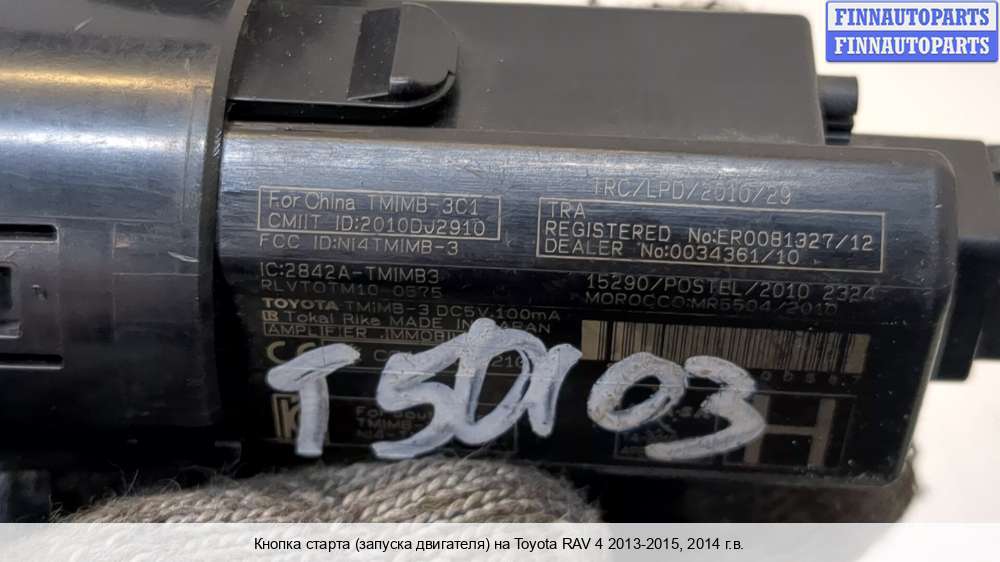 FINNAUTOPARTS
FINNAUTOPARTS
For China TMIMB-3C1
CMIIT ID:2010DJ2910
FCC ID:NI4TMIMB-3
IC:2842A-TMIMB3
RLVTOTM10-0675
TOYOTA TMIMB-3 DC5V,100mA
Tokai Rika MADE IN JAPAN
AMPLIFIER, IMMOBI
TRC/LPD/2010/29
TRA
REGISTERED No:ER0081327/12
DEALER No:0034361/10
15290/POSTEL/2010 2324
MOROCCO:MR5504/2010
CE
T50103
TMIMB-
H
Кнопка старта (запуска двигателя) на Toyota RAV 4 2013-2015, 2014 г.в.